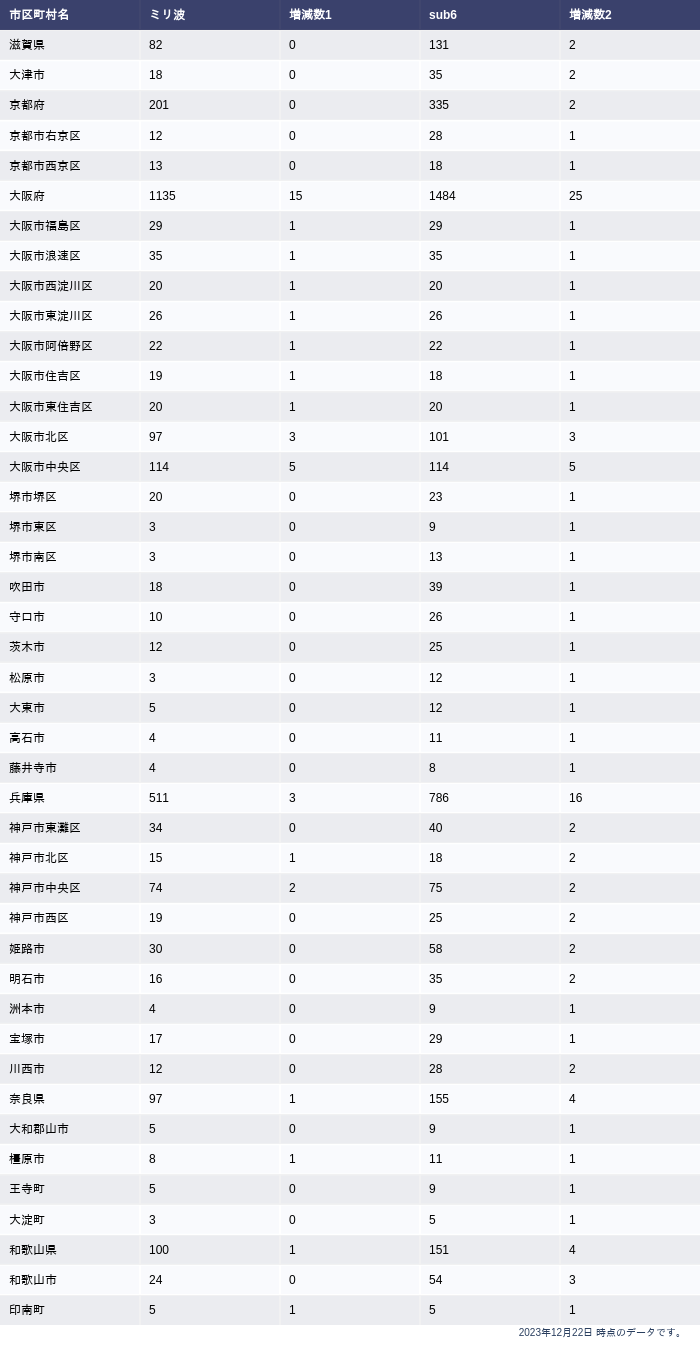 市区町村名 ミリ波 増減数1 sub6 増減数2
滋賀県 82 0 131 2
大津市 18 0 35 2
京都府 201 0 335 2
京都市右京区 12 0 28 1
京都市西京区 13 0 18 1
大阪府 1135 15 1484 25
大阪市福島区 29 1 29 1
大阪市浪速区 35 1 35 1
大阪市西淀川区 20 1 20 1
大阪市東淀川区 26 1 26 1
大阪市阿倍野区 22 1 22 1
大阪市住吉区 19 1 18 1
大阪市東住吉区 20 1 20 1
大阪市北区 97 3 101 3
大阪市中央区 114 5 114 5
堺市堺区 20 0 23 1
堺市東区 3 0 9 1
堺市南区 3 0 13 1
吹田市 18 0 39 1
守口市 10 0 26 1
茨木市 12 0 25 1
松原市 3 0 12 1
大東市 5 0 12 1
高石市 4 0 11 1
藤井寺市 4 0 8 1
兵庫県 511 3 786 16
神戸市東灘区 34 0 40 2
神戸市北区 15 1 18 2
神戸市中央区 74 2 75 2
神戸市西区 19 0 25 2
姫路市 30 0 58 2
明石市 16 0 35 2
洲本市 4 0 9 1
宝塚市 17 0 29 1
川西市 12 0 28 2
奈良県 97 1 155 4
大和郡山市 5 0 9 1
橿原市 8 1 11 1
王寺町 5 0 9 1
大淀町 3 0 5 1
和歌山県 100 1 151 4
和歌山市 24 0 54 3
印南町 5 1 5 1
2023年12月22日 時点のデータです。